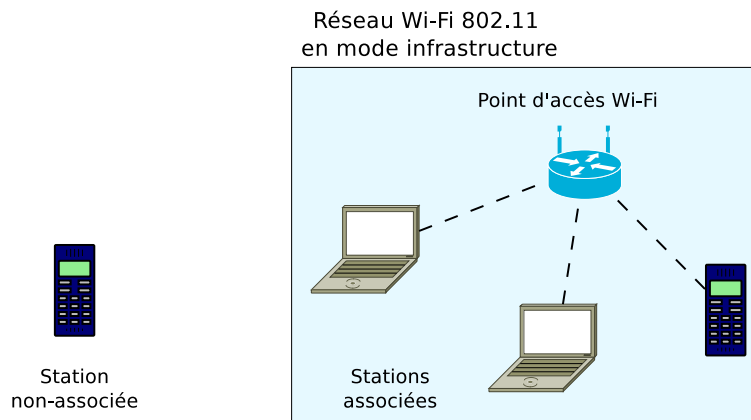 Réseau Wi-Fi 802.11
en mode infrastructure
Point d'accès Wi-Fi
Station
non-associée
Stations
associées